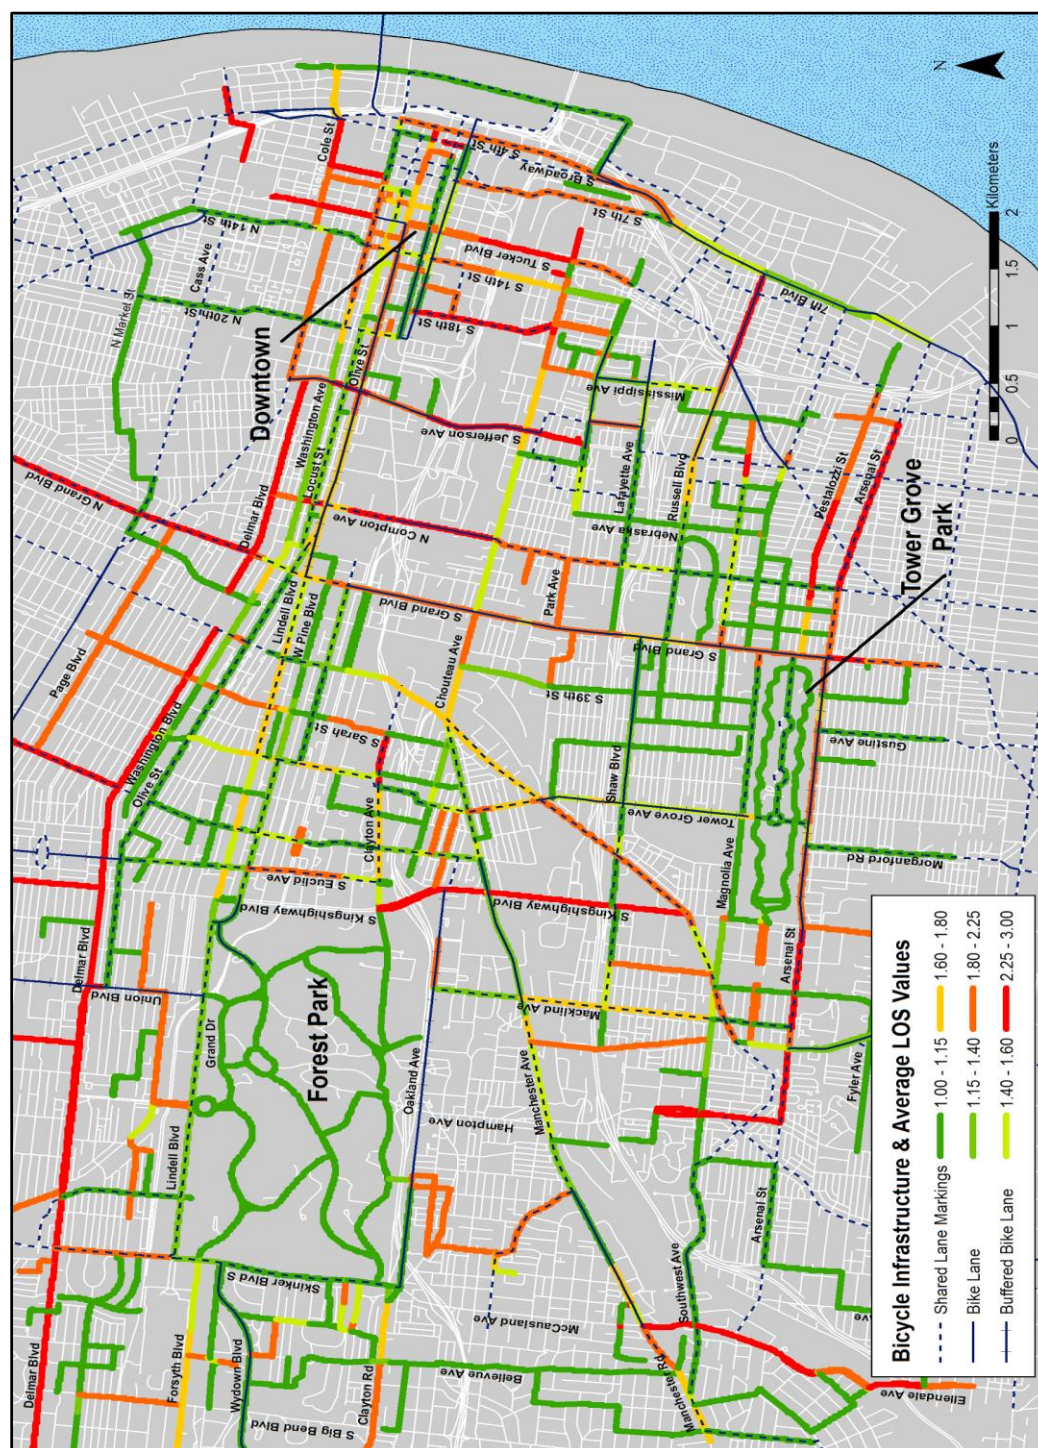 N
Kilometers
0 0.5 1 1.5 2
Downtown
Forest Park
Tower Grove
Park
N Market St
N 20th St
Cass Ave
N 14th St
Cole St
S 4th St
S Broadway
S 7th St
S Tucker Blvd
S 14th St
S 18th St
Olive St
Washington Ave
Locust St
Delmar Blvd
N Grand Blvd
S Jefferson Ave
N Compton Ave
Lindell Blvd
W Pine Blvd
S Grand Blvd
Mississippi Ave
Lafayette Ave
Russell Blvd
Nebraska Ave
Park Ave
7th Blvd
Pestalozzi St
Arsenal St
Page Blvd
Washington Blvd
Olive St
S Sarah St
Chouteau Ave
S 39th St
S Grand Blvd
Shaw Blvd
Tower Grove Ave
Gustine Ave
Magnolia Ave
Morganford Rd
Clayton Ave
S Euclid Ave
S Kingshighway Blvd
S Kingshighway Blvd
Delmar Blvd
Union Blvd
Grand Dr
Oakland Ave
Macklind Ave
Manchester Ave
Hampton Ave
Arsenal St
Fyler Ave
Lindell Blvd
Skinker Blvd S
McCausland Ave
Southwest Ave
Arsenal St
Delmar Blvd
Forsyth Blvd
Wydown Blvd
S Big Bend Blvd
Clayton Rd
Bellevue Ave
Manchester Rd
Ellendale Ave
Bicycle Infrastructure & Average LOS Values
Shared Lane Markings 1.00 - 1.15 1.60 - 1.80
Bike Lane 1.15 - 1.40 1.80 - 2.25
Buffered Bike Lane 1.40 - 1.60 2.25 - 3.00